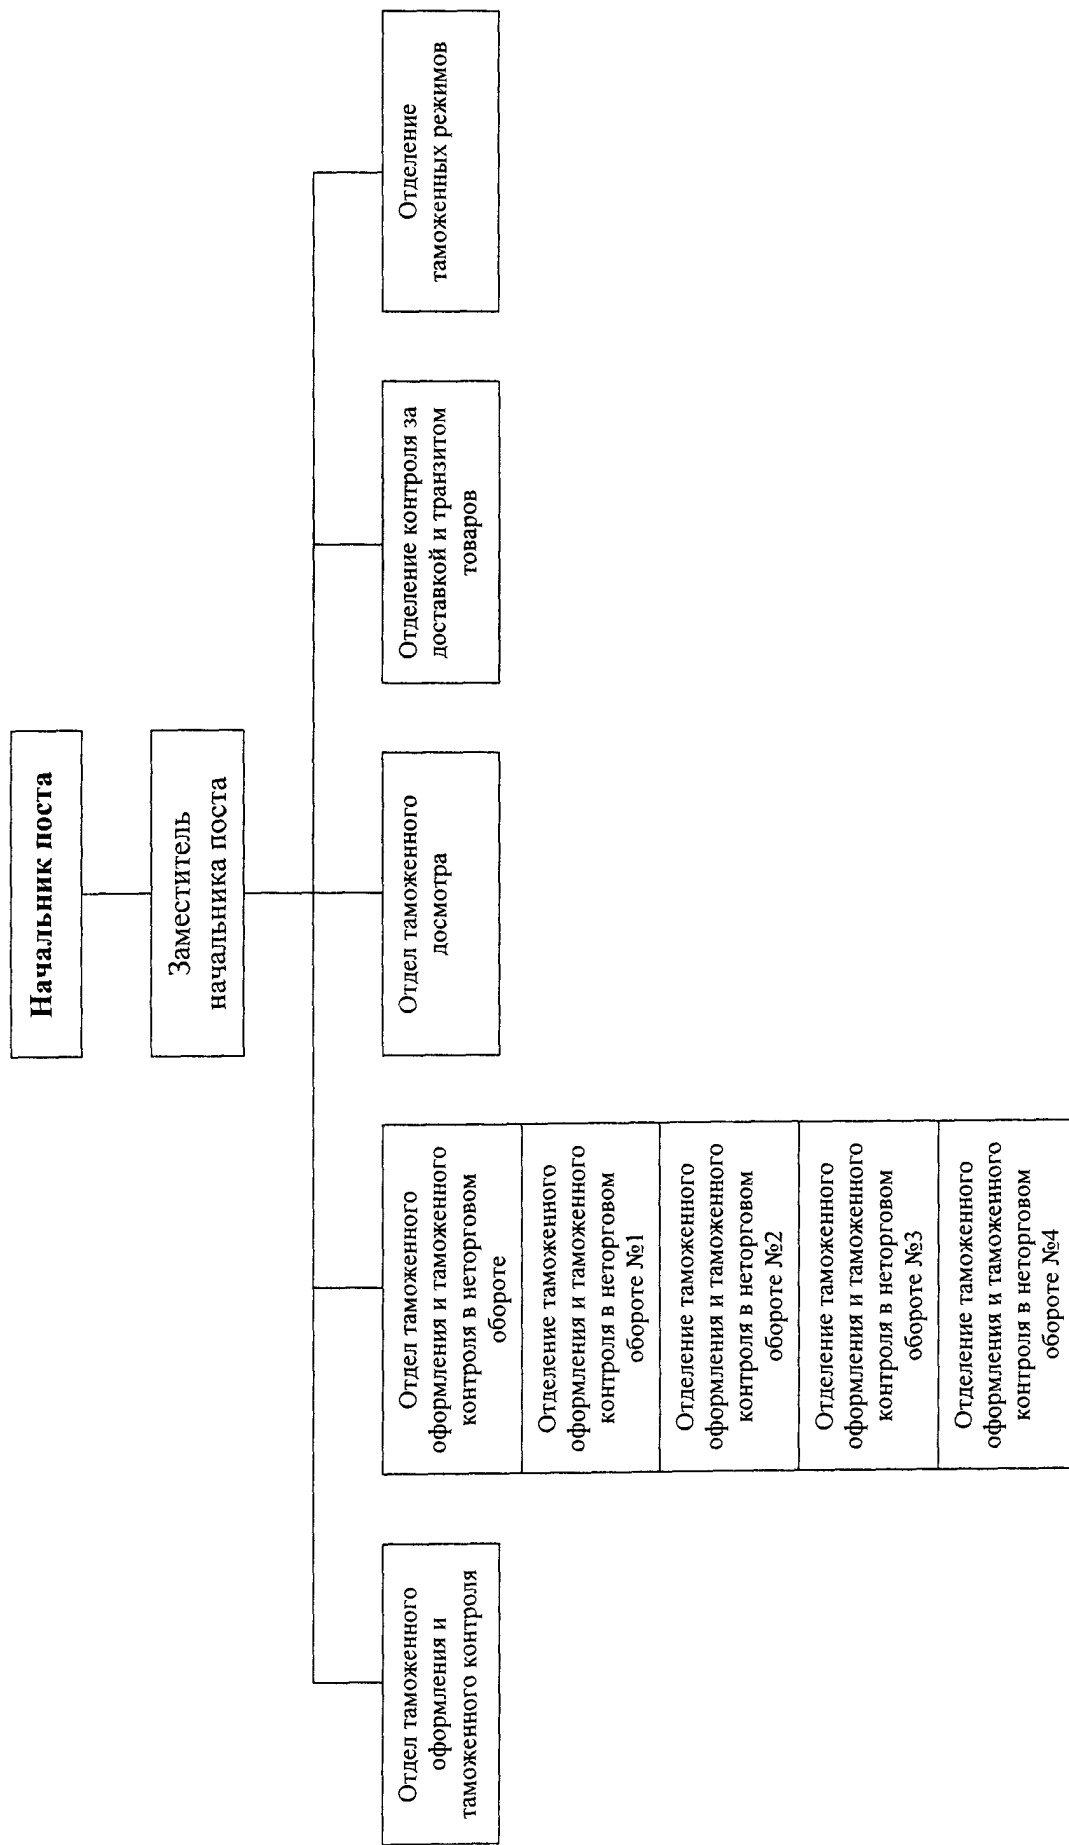 Начальник поста
Заместитель
начальника поста
Отдел таможенного
оформления и
таможенного контроля
Отдел таможенного
оформления и таможенного
контроля в неторговом
обороте
Отделение таможенного
оформления и таможенного
контроля в неторговом
обороте №1
Отделение таможенного
оформления и таможенного
контроля в неторговом
обороте №2
Отделение таможенного
оформления и таможенного
контроля в неторговом
обороте №3
Отделение таможенного
оформления и таможенного
контроля в неторговом
обороте №4
Отдел таможенного
досмотра
Отделение контроля за
доставкой и транзитом
товаров
Отделение
таможенных режимов